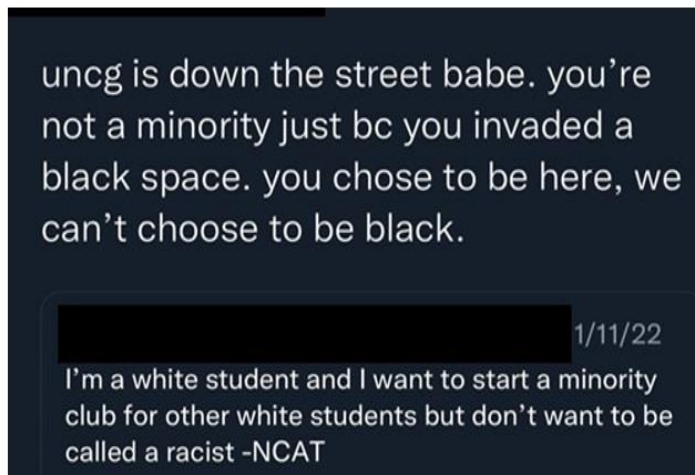 uncg is down the street babe. you’re
not a minority just bc you invaded a
black space. you chose to be here, we
can’t choose to be black.
1/11/22
I’m a white student and I want to start a minority
club for other white students but don’t want to be
called a racist -NCAT